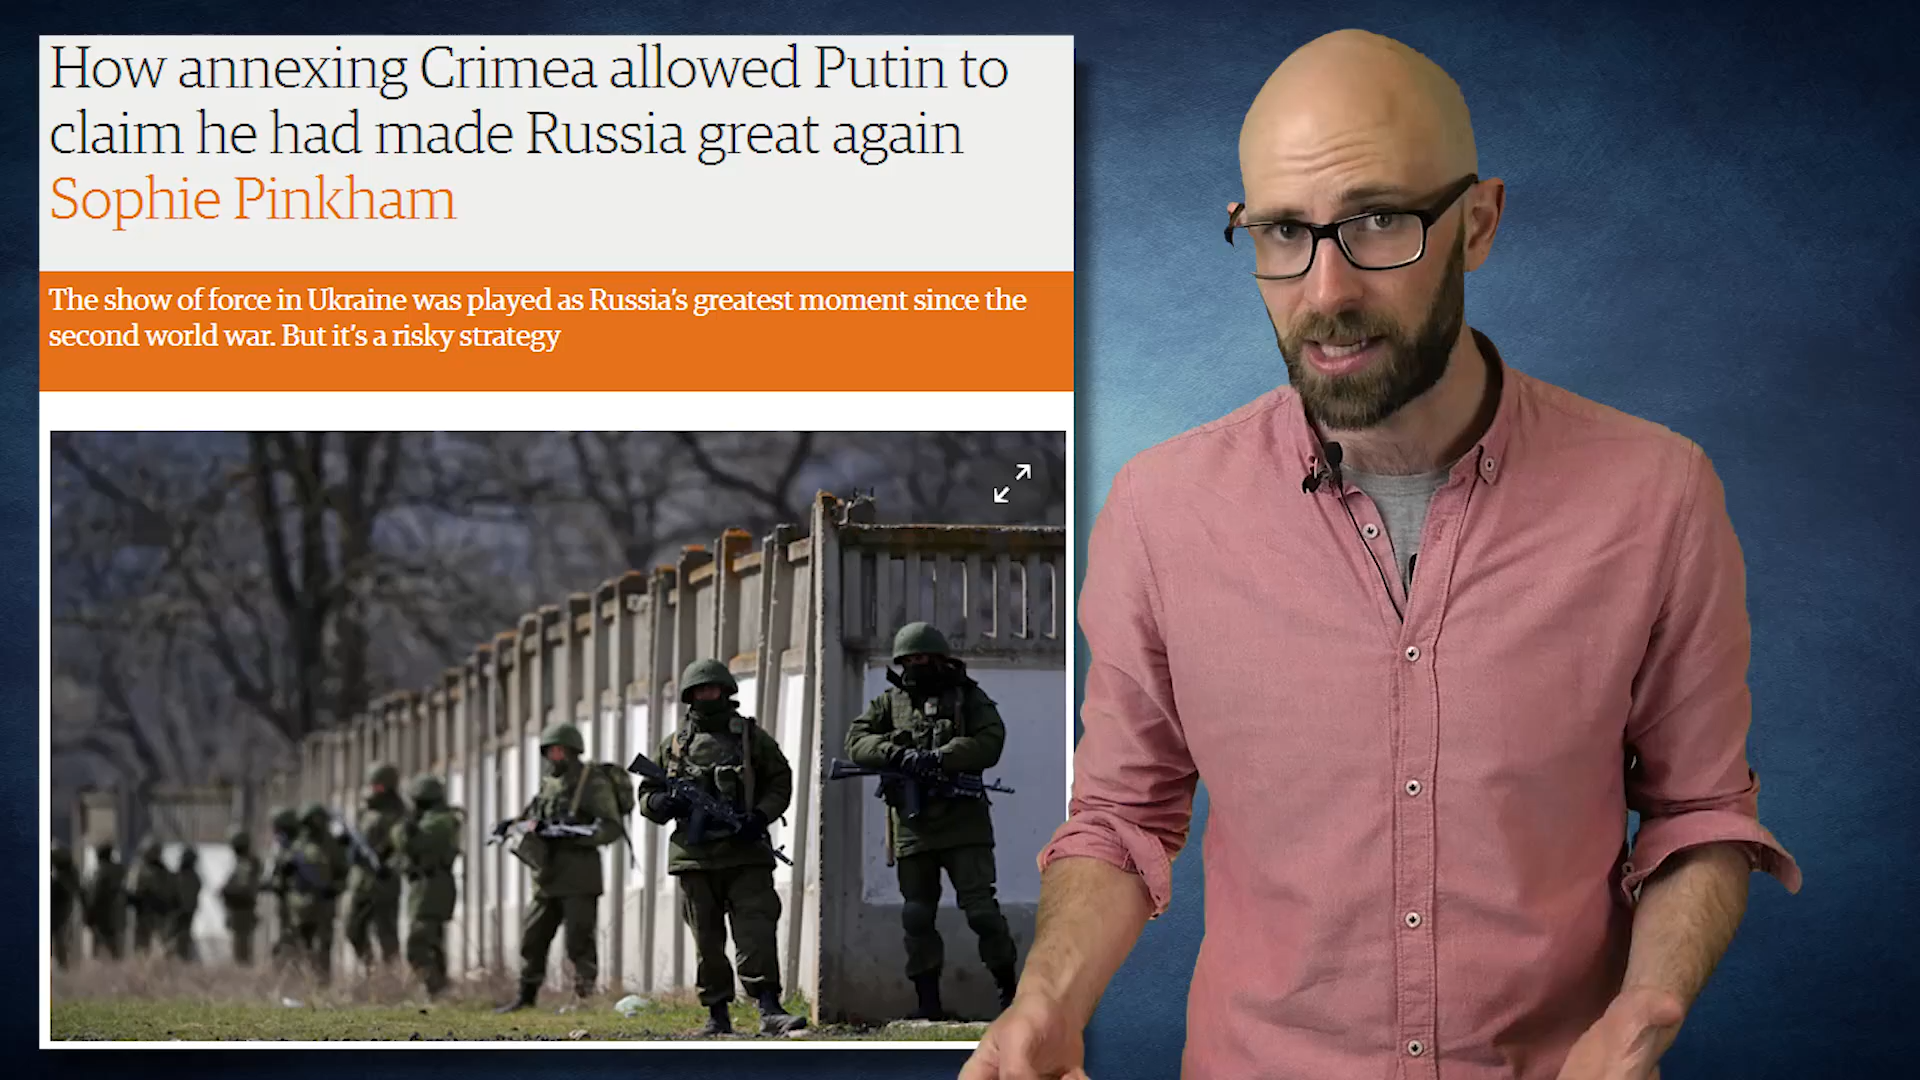 How annexing Crimea allowed Putin to
claim he had made Russia great again
Sophie Pinkham
The show of force in Ukraine was played as Russia's greatest moment since the
second world war. But it's a risky strategy